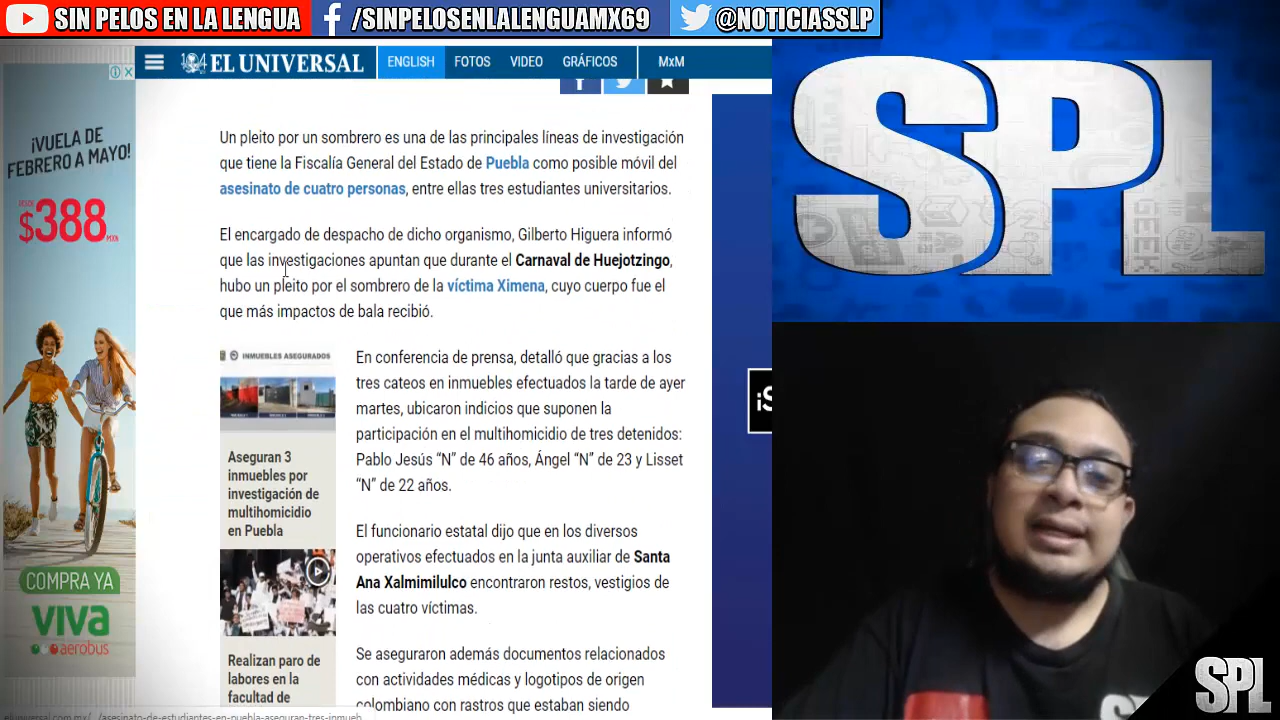 SIN PELOS EN LA LENGUA
/SINPELOSENLALENGUAMX69
@NOTICIASSLP
EL UNIVERSAL
ENGLISH
FOTOS
VIDEO
GRÁFICOS
MxM
¡VUELA DE
FEBRERO A MAYO!
DESDE
$388
MXN
COMPRA YA
VIVA
aerobus
Un pleito por un sombrero es una de las principales líneas de investigación
que tiene la Fiscalía General del Estado de Puebla como posible móvil del
asesinato de cuatro personas, entre ellas tres estudiantes universitarios.
El encargado de despacho de dicho organismo, Gilberto Higuera informó
que las investigaciones apuntan que durante el Carnaval de Huejotzingo,
hubo un pleito por el sombrero de la víctima Ximena, cuyo cuerpo fue el
que más impactos de bala recibió.
INMUEBLES ASEGURADOS
Aseguran 3
inmuebles por
investigación de
multihomicidio
en Puebla
Realizan paro de
labores en la
facultad de
En conferencia de prensa, detalló que gracias a los
tres cateos en inmuebles efectuados la tarde de ayer
martes, ubicaron indicios que suponen la
participación en el multihomicidio de tres detenidos:
Pablo Jesús “N” de 46 años, Ángel “N” de 23 y Lisset
“N” de 22 años.
El funcionario estatal dijo que en los diversos
operativos efectuados en la junta auxiliar de Santa
Ana Xalmimilulco encontraron restos, vestigios de
las cuatro víctimas.
Se aseguraron además documentos relacionados
con actividades médicas y logotipos de origen
colombiano con rastros que estaban siendo
SPL
¡S
SPL